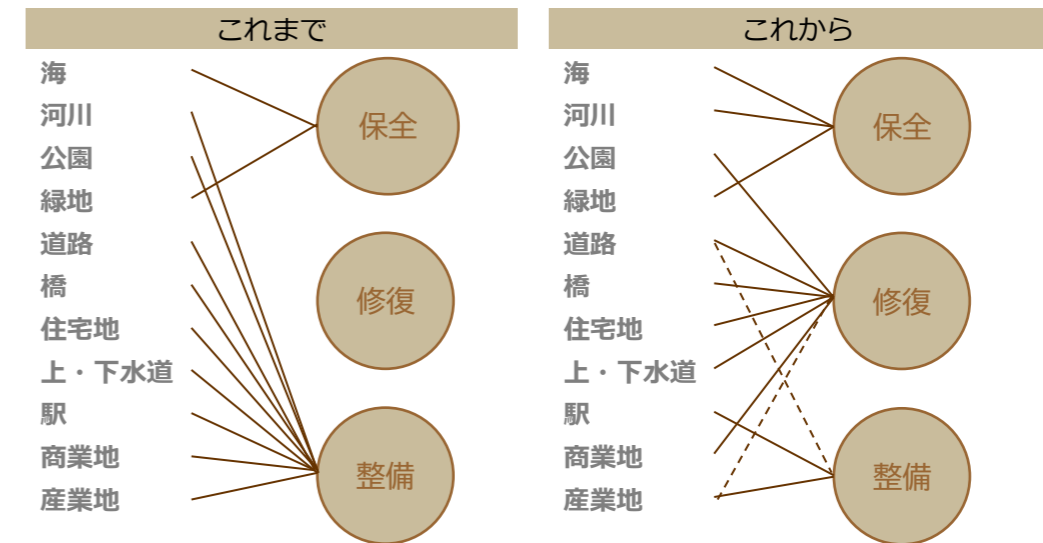 これまで
海
河川
公園
緑地
道路
橋
住宅地
上・下水道
駅
商業地
産業地
保全
修復
整備
これから
海
河川
公園
緑地
道路
橋
住宅地
上・下水道
駅
商業地
産業地
保全
修復
整備